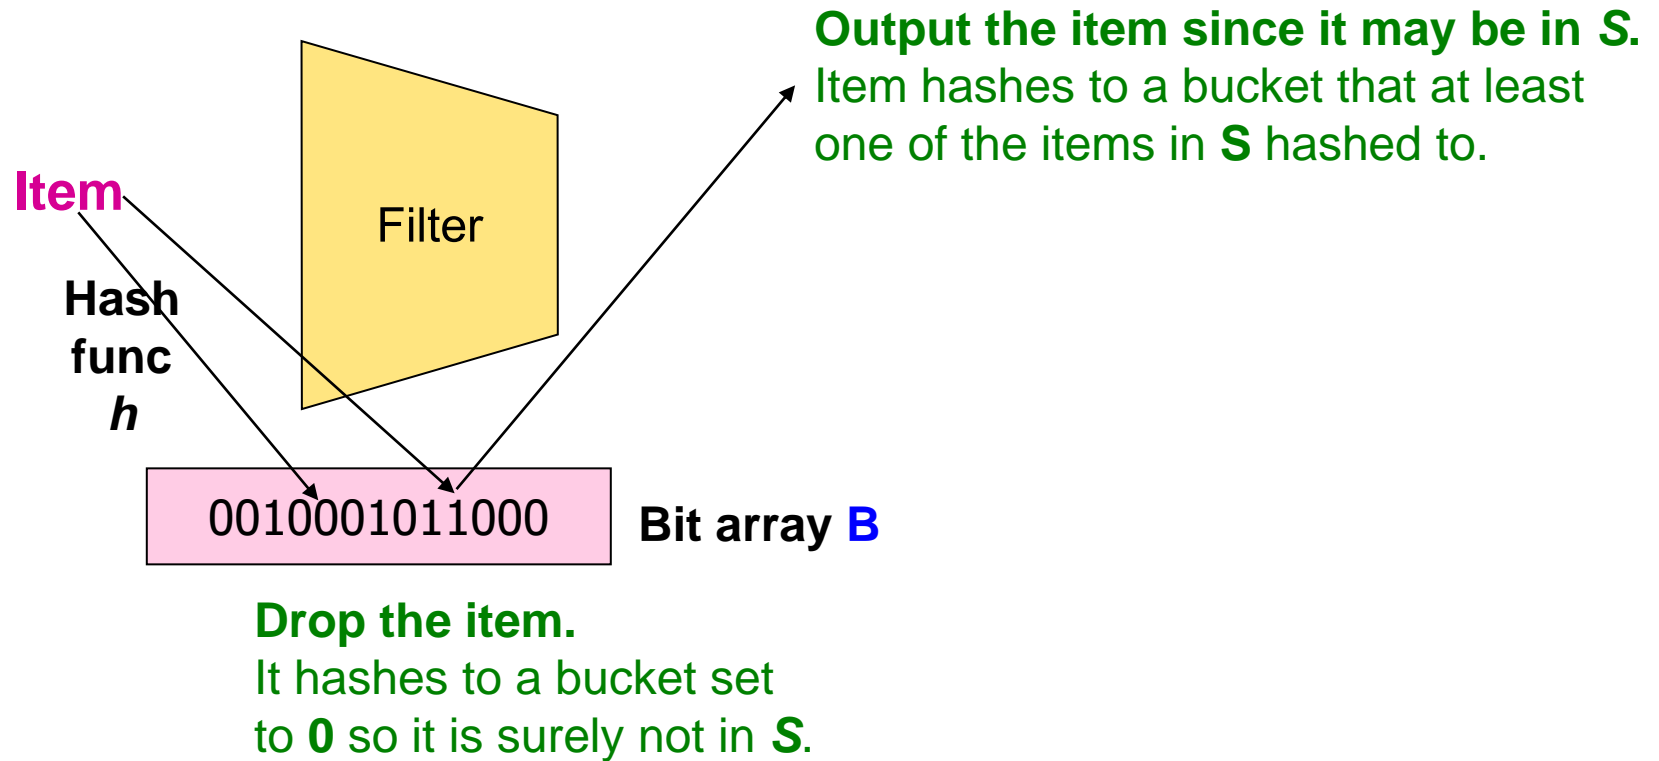 Output the item since it may be in S.
Item hashes to a bucket that at least
one of the items in S hashed to.
Item
Filter
Hash
func
h
0010001011000
Bit array B
Drop the item.
It hashes to a bucket set
to 0 so it is surely not in S.